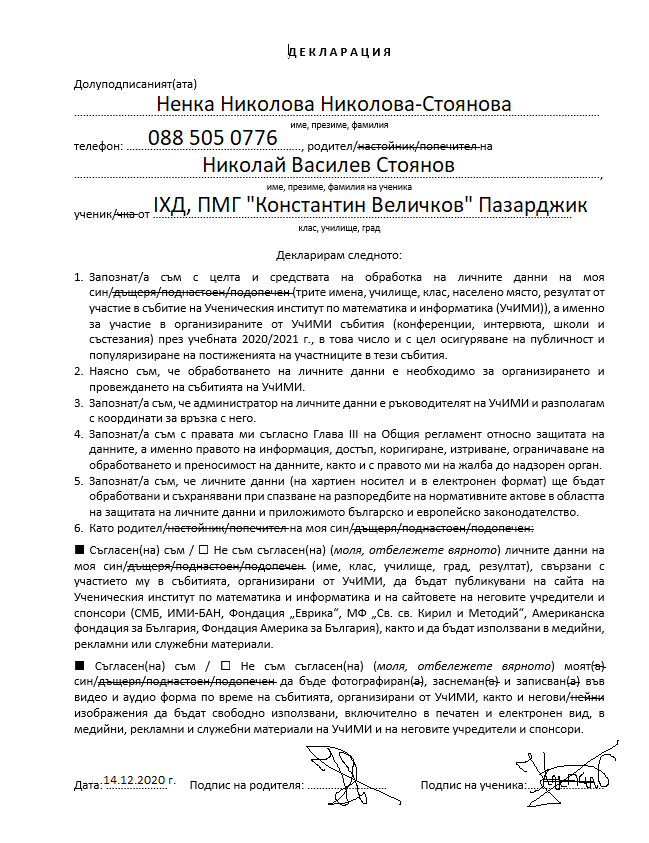 ДЕКЛАРАЦИЯ
Долуподписаният(ата)
Ненка Николова Николова-Стоянова
име, презиме, фамилия
телефон: 088 505 0776, родител/настойник/попечител на
Николай Василев Стоянов,
име, презиме, фамилия на ученика
ученик/чка от IХД, ПМГ "Константин Величков" Пазарджик
клас, училище, град
Декларирам следното:
1. Запознат/а съм с целта и средствата на обработка на личните данни на моя
син/дъщеря/поднастоен/подопечен (трите имена, училище, клас, населено място, резултат от
участие в събитие на Ученическия институт по математика и информатика (УчИМИ)), а именно
за участие в организираните от УчИМИ събития (конференции, интервюта, школи и
състезания) през учебната 2020/2021 г., в това число и с цел осигуряване на публичност и
популяризиране на постиженията на участниците в тези събития.
2. Наясно съм, че обработването на личните данни е необходимо за организирането и
провеждането на събитията на УчИМИ.
3. Запознат/а съм, че администратор на личните данни е ръководителят на УчИМИ и разполагам
с координати за връзка с него.
4. Запознат/а съм с правата ми съгласно Глава III на Общия регламент относно защитата на
данните, а именно правото на информация, достъп, коригиране, изтриване, ограничаване на
обработването и преносимост на данните, както и с правото ми на жалба до надзорен орган.
5. Запознат/а съм, че личните данни (на хартиен носител и в електронен формат) ще бъдат
обработвани и съхранявани при спазване на разпоредбите на нормативните актове в областта
на защитата на личните данни и приложимото българско и европейско законодателство.
6. Като родител/настойник/попечител на моя син/дъщеря/поднастоен/подопечен:
■ Съгласен(на) съм / ☐ Не съм съгласен(на) (моля, отбележете вярното) личните данни на
моя син/дъщеря/поднастоен/подопечен (име, клас, училище, град, резултат), свързани с
участието му в събитията, организирани от УчИМИ, да бъдат публикувани на сайта на
Ученическия институт по математика и информатика и на сайтовете на неговите учредители и
спонсори (СМБ, ИМИ-БАН, Фондация „Еврика“, МФ „Св. св. Кирил и Методий“, Американска
фондация за България, Фондация Америка за България), както и да бъдат използвани в медийни,
рекламни или служебни материали.
■ Съгласен(на) съм / ☐ Не съм съгласен(на) (моля, отбележете вярното) моят(та)
син/дъщеря/поднастоен/подопечен да бъде фотографиран(а), заснеман(а) и записван(а) във
видео и аудио форма по време на събитията, организирани от УчИМИ, както и негови/нейни
изображения да бъдат свободно използвани, включително в печатен и електронен вид, в
медийни, рекламни и служебни материали на УчИМИ и на неговите учредители и спонсори.
Дата: 14.12.2020 г. Подпис на родителя: Подпис на ученика: